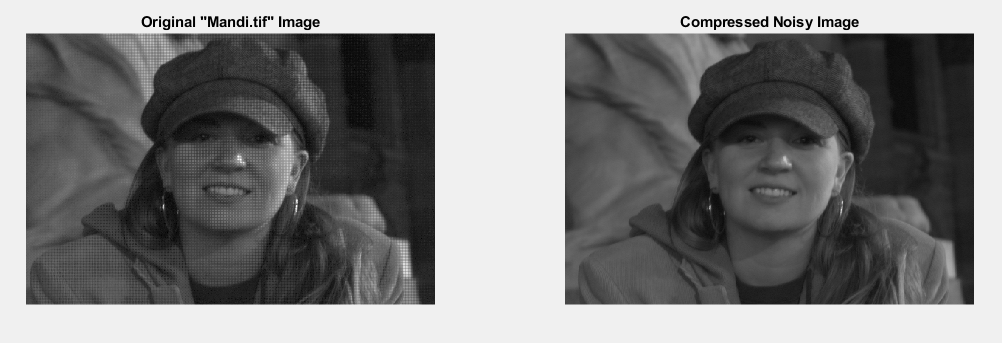 Original "Mandi.tif" Image
Compressed Noisy Image